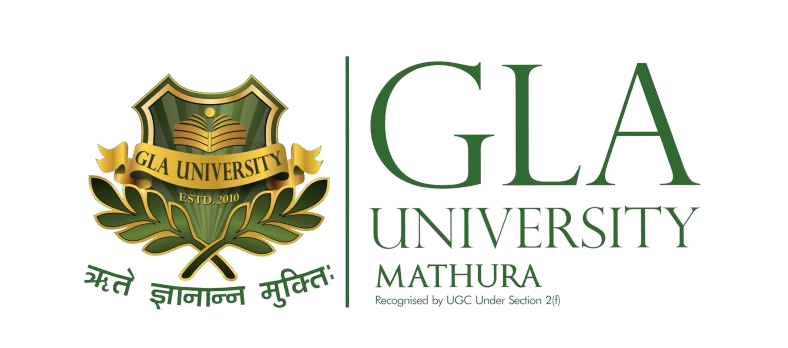 GLA UNIVERSITY
ESTD. 2010
ऋते ज्ञानान्न मुक्तिः
GLA
UNIVERSITY
MATHURA
Recognised by UGC Under Section 2(f)